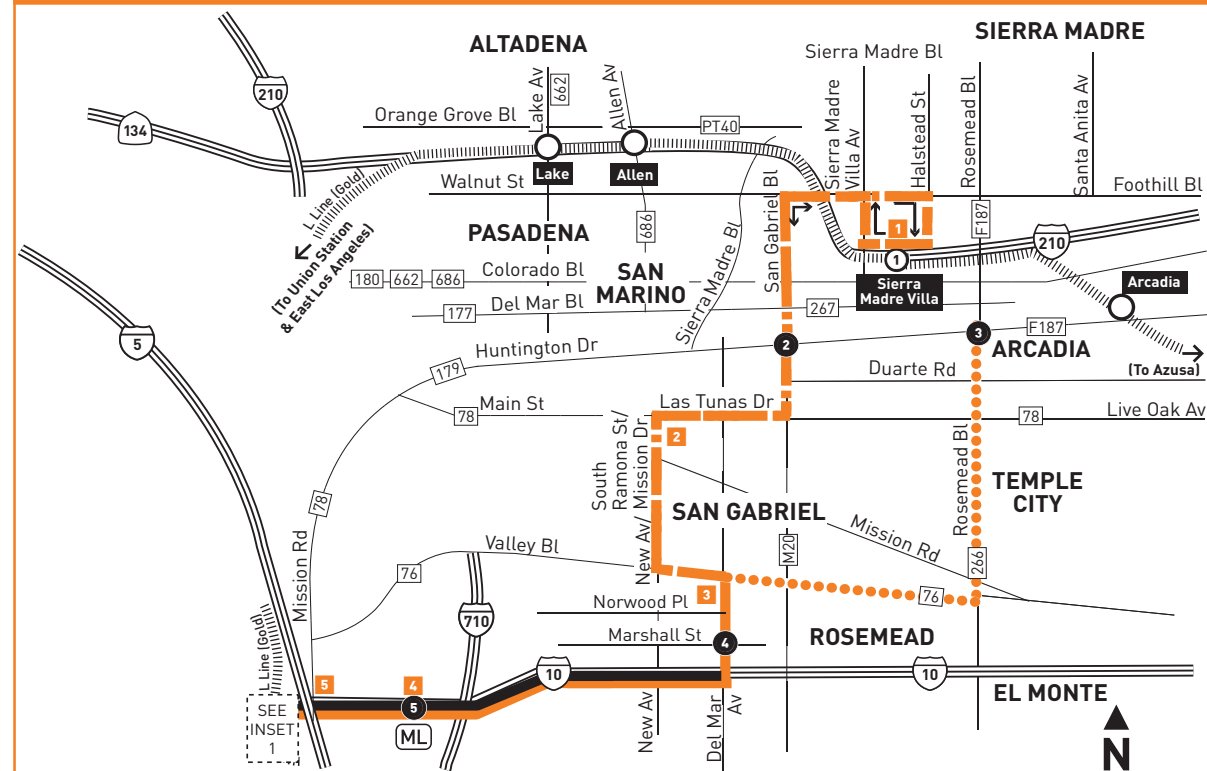 SIERRA MADRE
ALTADENA
Sierra Madre Bl
210
Lake Av
662
Allen Av
134
Orange Grove Bl
PT40
Sierra Madre
Villa Av
Halstead St
Rosemead Bl
Santa Anita Av
Lake
Allen
Walnut St
Foothill Bl
L Line (Gold)
(To Union Station
& East Los Angeles)
PASADENA
686
Sierra Madre Bl
San Gabriel Bl
1
F187
210
1
180
662
686
Colorado Bl
SAN
MARINO
Sierra
Madre Villa
Arcadia
177
Del Mar Bl
267
5
Huntington Dr
2
3
F187
ARCADIA
179
Duarte Rd
(To Azusa)
78
Main St
Las Tunas Dr
78
Live Oak Av
2
South
Ramona St/
New Av/ Mission Dr
Rosemead Bl
TEMPLE
CITY
78
SAN GABRIEL
Mission Rd
Mission Rd
Valley Bl
M20
266
76
76
3
Norwood Pl
L Line (Gold)
710
Marshall St
4
ROSEMEAD
10
10
5
4
5
EL MONTE
SEE
INSET
1
ML
New Av
Del Mar
Av
N